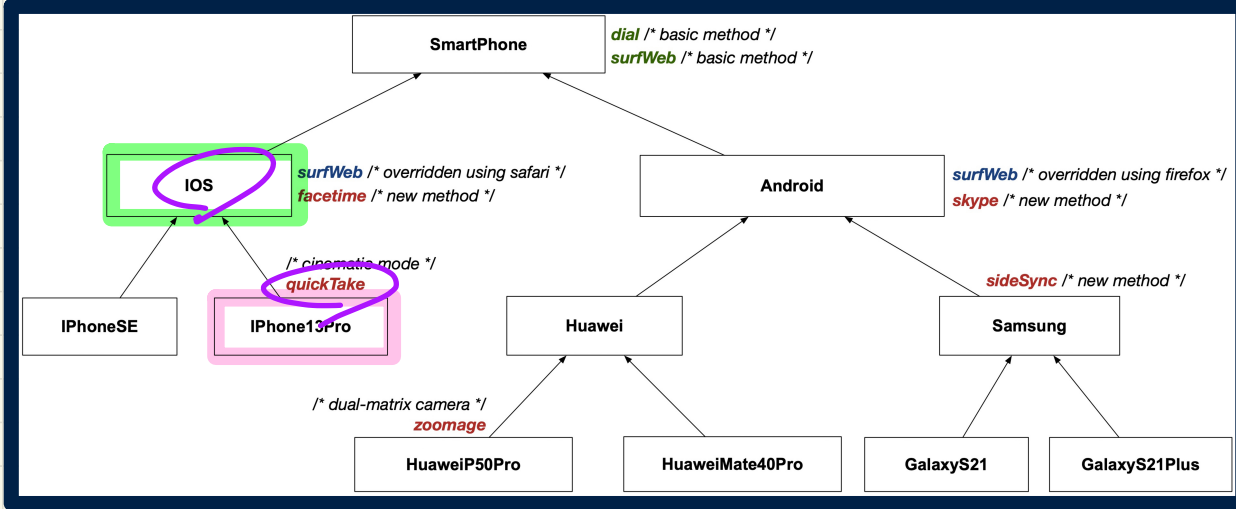 SmartPhone
dial /* basic method */
surfWeb /* basic method */
IOS
surfWeb /* overridden using safari */
facetime /* new method */
Android
surfWeb /* overridden using firefox */
skype /* new method */
/* cinematic mode */
quickTake
sideSync /* new method */
IPhoneSE
IPhone13Pro
Huawei
Samsung
/* dual-matrix camera */
zoomage
HuaweiP50Pro
HuaweiMate40Pro
GalaxyS21
GalaxyS21Plus